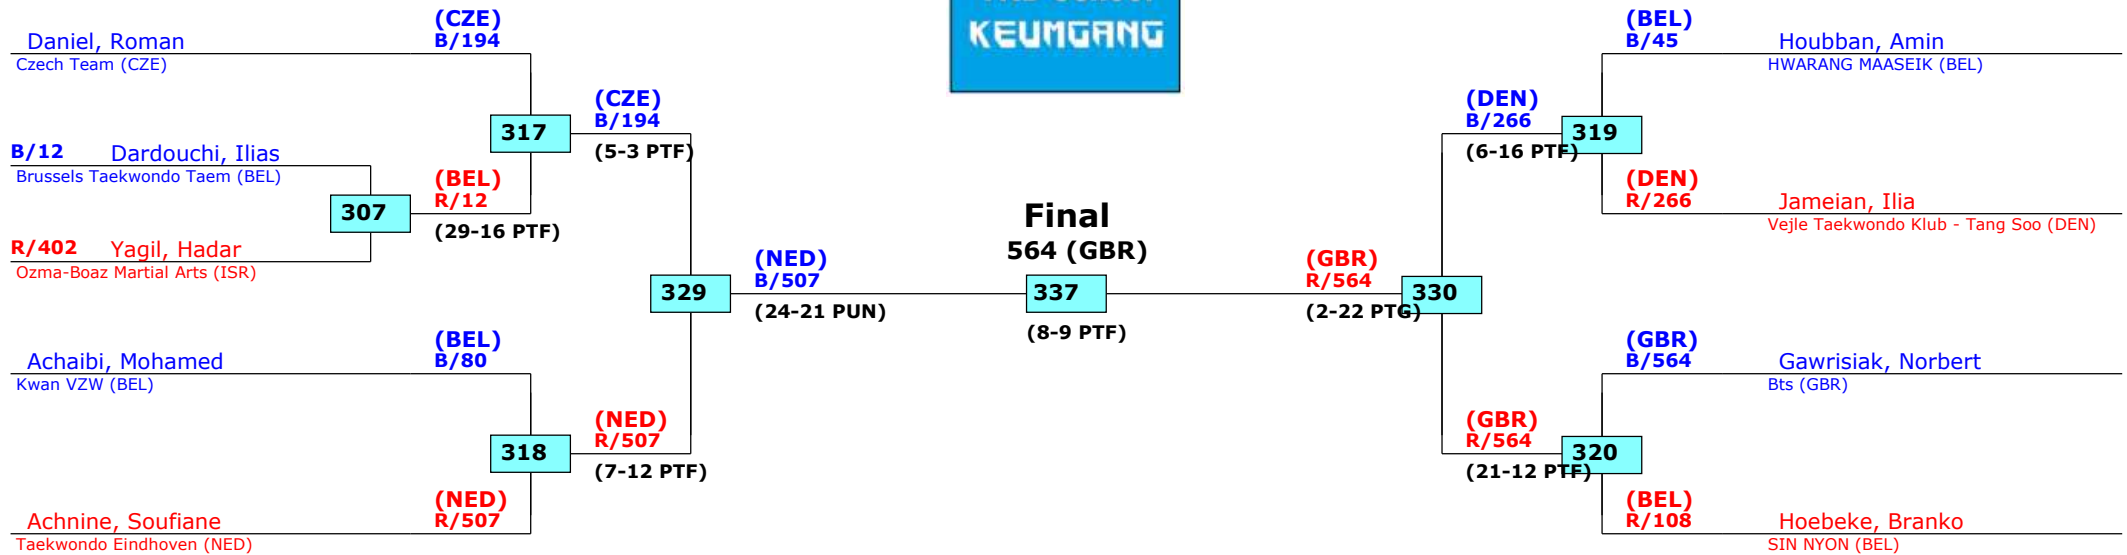 KEUMGANG
(CZE)
B/194
Daniel, Roman
Czech Team (CZE)
317
(CZE)
B/194
(5-3 PTF)
B/12 Dardouchi, Ilias
Brussels Taekwondo Taem (BEL)
307
(BEL)
R/12
(29-16 PTF)
R/402 Yagil, Hadar
Ozma-Boaz Martial Arts (ISR)
329
(NED)
B/507
(24-21 PUN)
(BEL)
B/80
Achaibi, Mohamed
Kwan VZW (BEL)
318
(NED)
R/507
(7-12 PTF)
(NED)
R/507
Achnine, Soufiane
Taekwondo Eindhoven (NED)
Final
564 (GBR)
337
(8-9 PTF)
(BEL)
B/45
Houbban, Amin
HWARANG MAASEIK (BEL)
(DEN)
B/266
319
(6-16 PTF)
(DEN)
R/266
Jameian, Ilia
Vejle Taekwondo Klub - Tang Soo (DEN)
(GBR)
R/564
330
(2-22 PTG)
(GBR)
B/564
Gawrisiak, Norbert
Bts (GBR)
(GBR)
R/564
320
(21-12 PTF)
(BEL)
R/108
Hoebeke, Branko
SIN NYON (BEL)